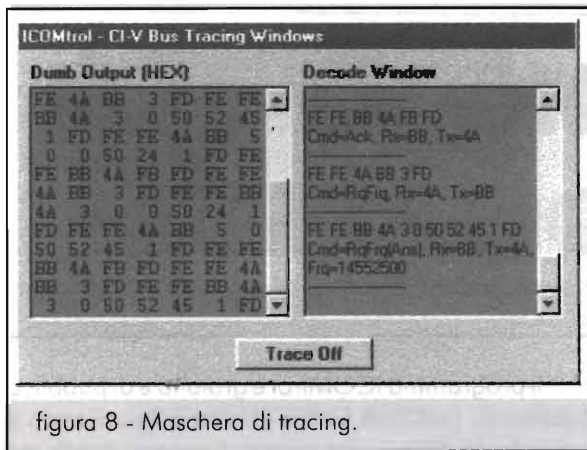 ICOMtrol - CI-V Bus Tracing Windows
Dumb Output (HEX)
FE 4A BB 3 FD FE FE
BB 4A 3 0 50 52 45
1 FD FE FE 4A BB 5
0 0 50 24 1 FD FE
FE BB 4A FB FD FE FE
4A BB 3 FD FE FE BB
4A 3 0 0 50 24 1
FD FE FE 4A BB 5 0
50 52 45 1 FD FE FE
BB 4A FB FD FE FE 4A
BB 3 FD FE FE BB 4A
3 0 50 52 45 1 FD
Decode Window
FE FE BB 4A FB FD
Cmd=Ack, Rx=BB, Tx=4A
FE FE 4A BB 3 FD
Cmd=RqFrq, Rx=4A, Tx=BB
FE FE BB 4A 3 0 50 52 45 1 FD
Cmd=RqFrq(Ans), Rx=BB, Tx=4A,
Frq=14552500
Trace Off
figura 8 - Maschera di tracing.